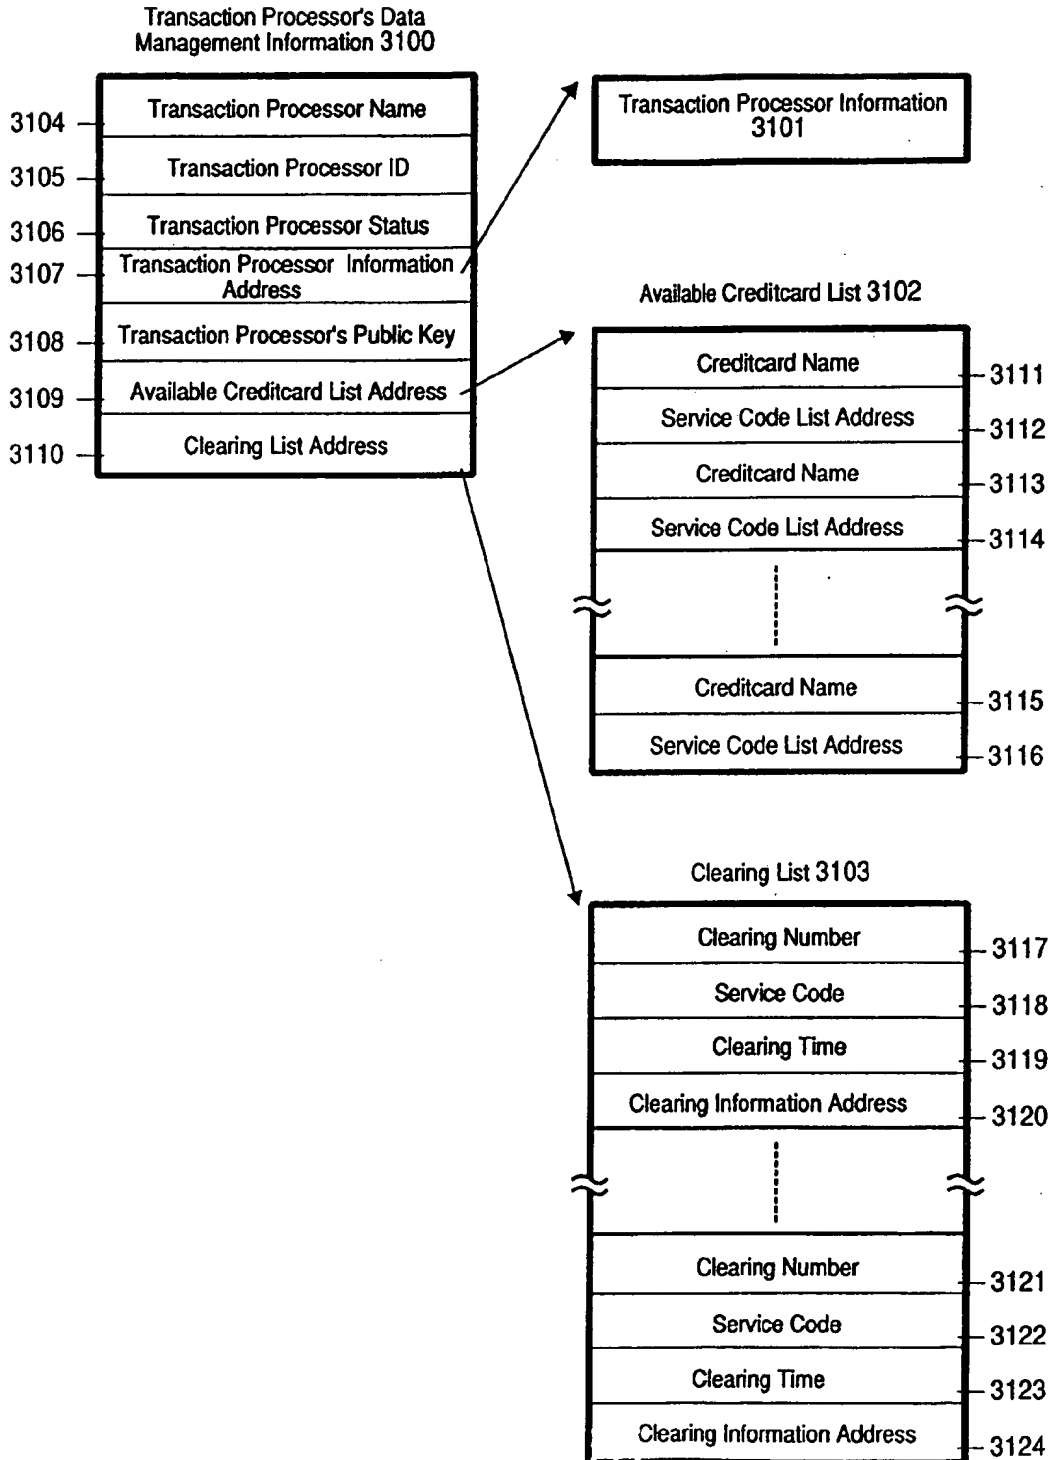 Transaction Processor's Data
Management Information 3100
3104
Transaction Processor Name
3105
Transaction Processor ID
3106
Transaction Processor Status
3107
Transaction Processor Information
Address
3108
Transaction Processor's Public Key
3109
Available Creditcard List Address
3110
Clearing List Address
Transaction Processor Information
3101
Available Creditcard List 3102
Creditcard Name
3111
Service Code List Address
3112
Creditcard Name
3113
Service Code List Address
3114
Creditcard Name
3115
Service Code List Address
3116
Clearing List 3103
Clearing Number
3117
Service Code
3118
Clearing Time
3119
Clearing Information Address
3120
Clearing Number
3121
Service Code
3122
Clearing Time
3123
Clearing Information Address
3124